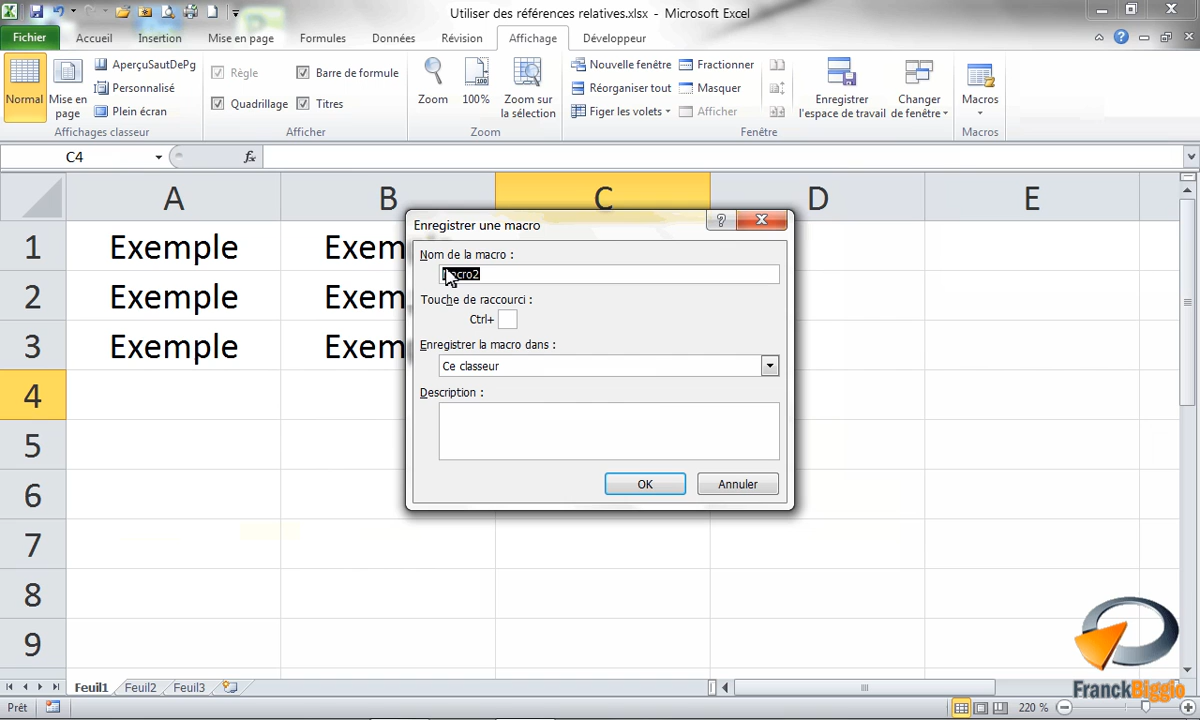 Utiliser des références relatives.xlsx - Microsoft Excel
Fichier Accueil Insertion Mise en page Formules Données Révision Affichage Développeur
Normal
Mise en page
AperçuSautDePg
Personnalisé
Plein écran
Affichages classeur
Règle
Barre de formule
Quadrillage
Titres
Afficher
Zoom
100%
Zoom sur la sélection
Zoom
Nouvelle fenêtre
Réorganiser tout
Figer les volets
Fractionner
Masquer
Afficher
Enregistrer l'espace de travail
Changer de fenêtre
Fenêtre
Macros
Macros
C4
fx
A B C D E
1 Exemple
2 Exemple
3 Exemple
4
5
6
7
8
9
Enregistrer une macro
Nom de la macro :
Touche de raccourci :
Ctrl+
Enregistrer la macro dans :
Ce classeur
Description :
OK Annuler
Feuil1 Feuil2 Feuil3
Prêt
220 %
FranckBiggio